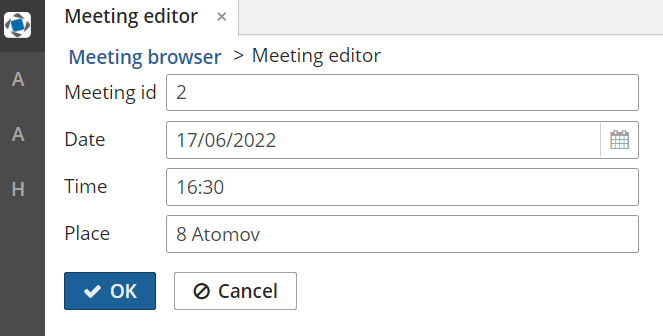 Meeting editor ×
Meeting browser > Meeting editor
A
Meeting id 2
A
Date 17/06/2022
H
Time 16:30
Place 8 Atomov
OK Cancel